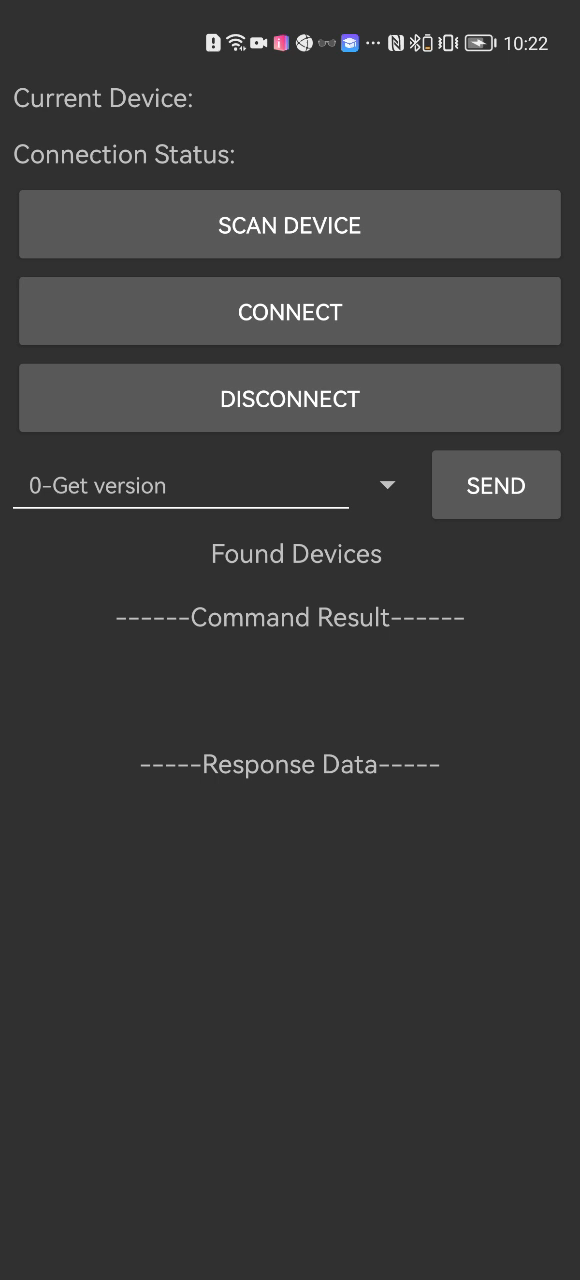 10:22
Current Device:
Connection Status:
SCAN DEVICE
CONNECT
DISCONNECT
0-Get version
SEND
Found Devices
------Command Result------
-----Response Data-----